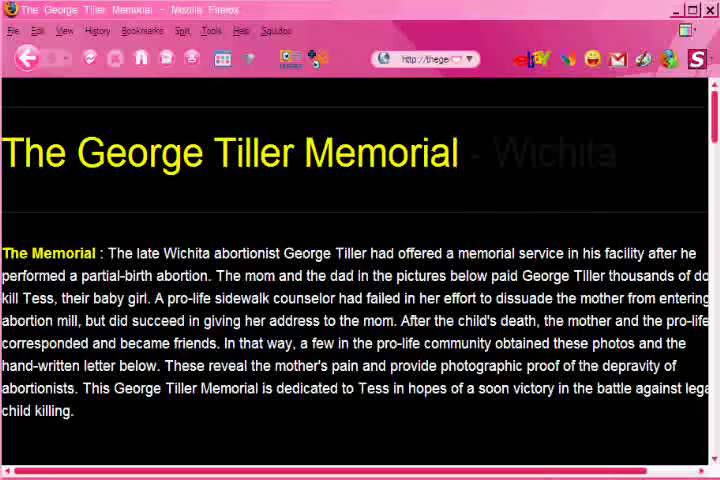 The George Tiller Memorial - Mozilla Firefox
File Edit View History Bookmarks Split Tools Help Squidoo
http://thege
ebY
S
The George Tiller Memorial - Wichita
The Memorial : The late Wichita abortionist George Tiller had offered a memorial service in his facility after he
performed a partial-birth abortion. The mom and the dad in the pictures below paid George Tiller thousands of do
kill Tess, their baby girl. A pro-life sidewalk counselor had failed in her effort to dissuade the mother from entering
abortion mill, but did succeed in giving her address to the mom. After the child's death, the mother and the pro-life
corresponded and became friends. In that way, a few in the pro-life community obtained these photos and the
hand-written letter below. These reveal the mother's pain and provide photographic proof of the depravity of
abortionists. This George Tiller Memorial is dedicated to Tess in hopes of a soon victory in the battle against lega
child killing.